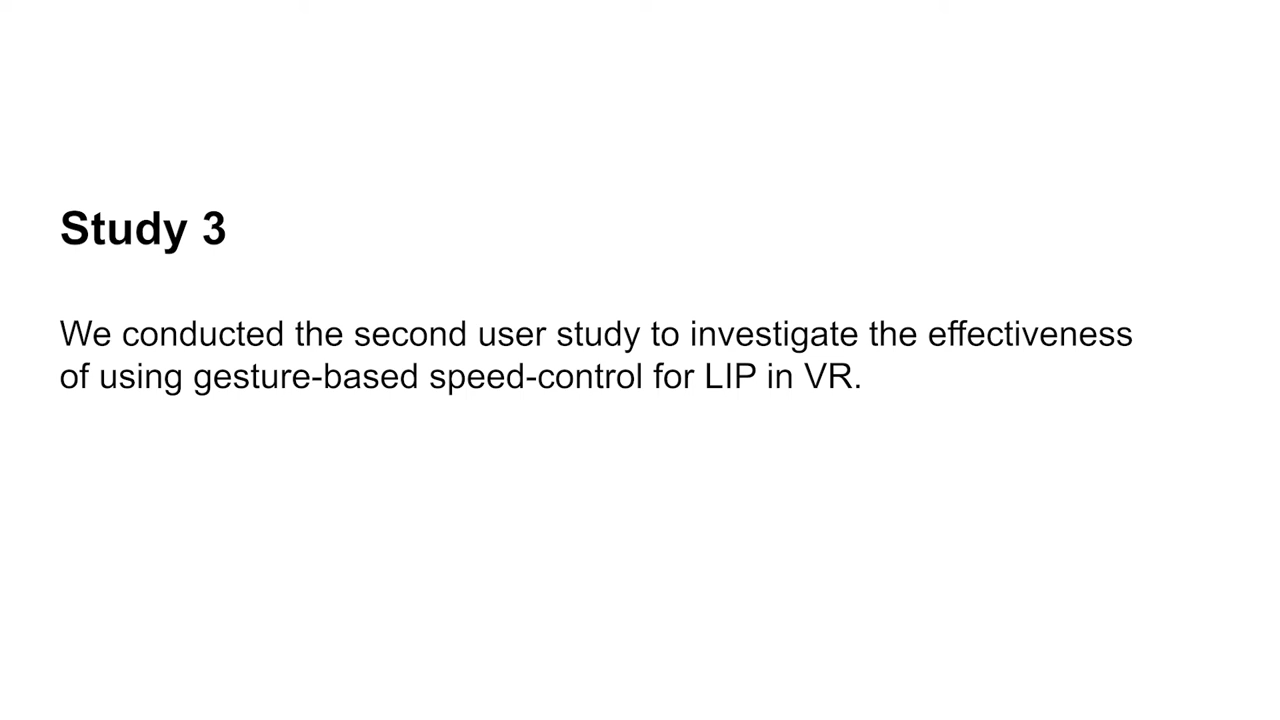 Study 3
We conducted the second user study to investigate the effectiveness
of using gesture-based speed-control for LIP in VR.